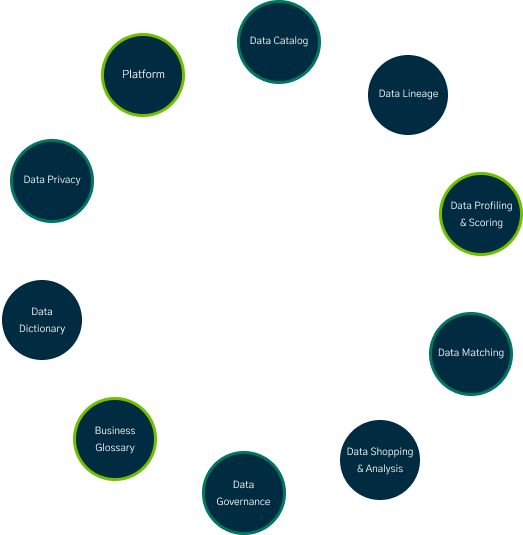 Data Catalog
Platform
Data Lineage
Data Privacy
Data Profiling
& Scoring
Data
Dictionary
Data Matching
Business
Glossary
Data Shopping
& Analysis
Data
Governance